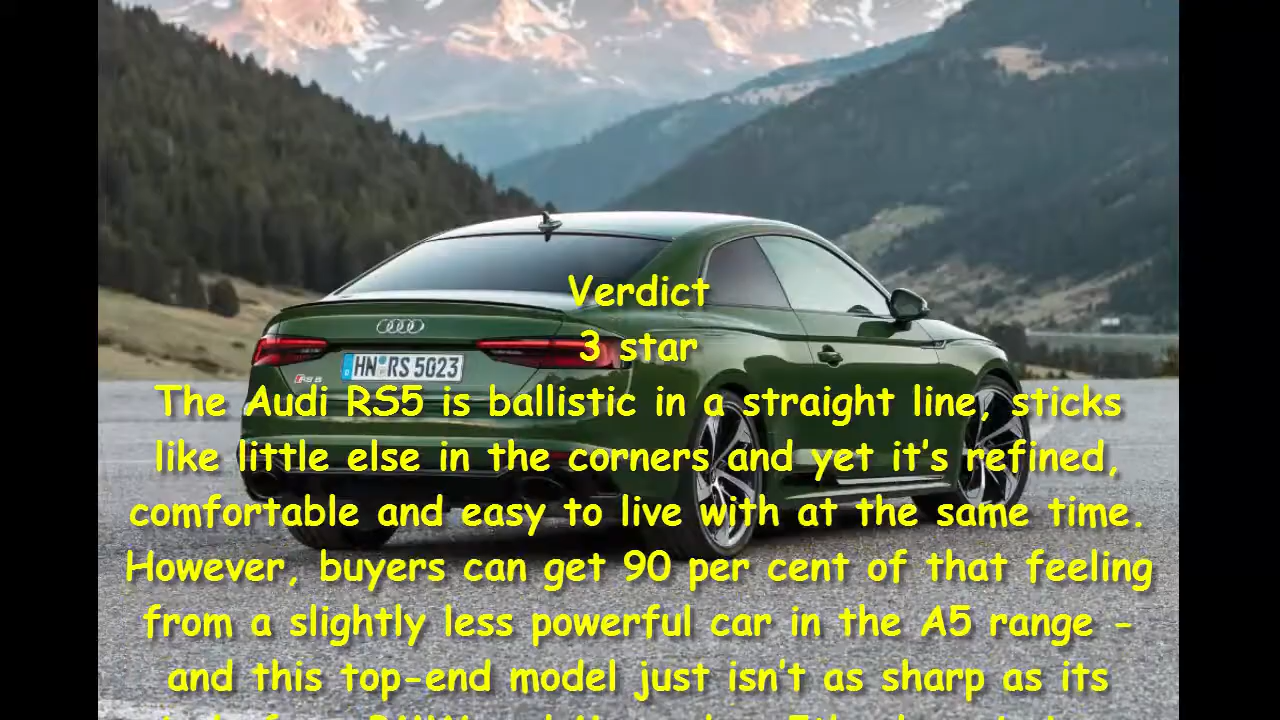 Verdict
3 star
HN RS 5023
The Audi RS5 is ballistic in a straight line, sticks
like little else in the corners and yet it's refined,
comfortable and easy to live with at the same time.
However, buyers can get 90 per cent of that feeling
from a slightly less powerful car in the A5 range -
and this top-end model just isn't as sharp as its